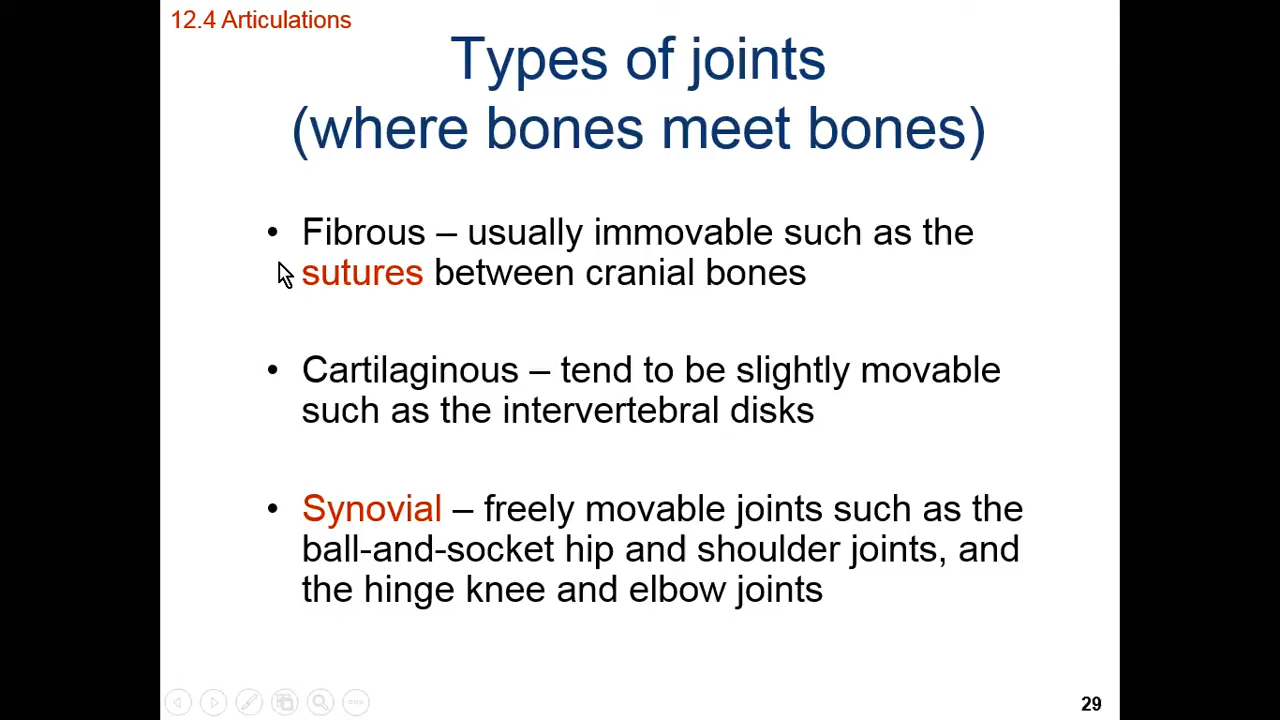 12.4 Articulations
Types of joints
(where bones meet bones)
• Fibrous – usually immovable such as the
sutures between cranial bones
• Cartilaginous – tend to be slightly movable
such as the intervertebral disks
• Synovial – freely movable joints such as the
ball-and-socket hip and shoulder joints, and
the hinge knee and elbow joints
29